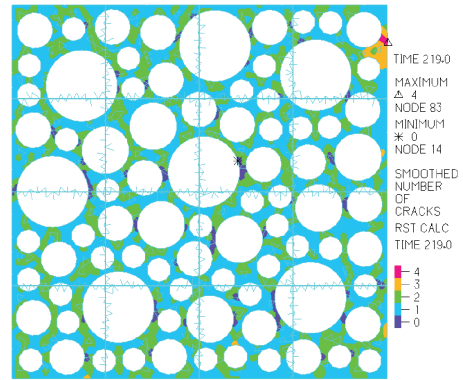 TIME 219.0
MAXIMUM
△ 4
NODE 83
MINIMUM
* 0
NODE 14
SMOOTHED
NUMBER
OF
CRACKS
RST CALC
TIME 219.0
4
3
2
1
0